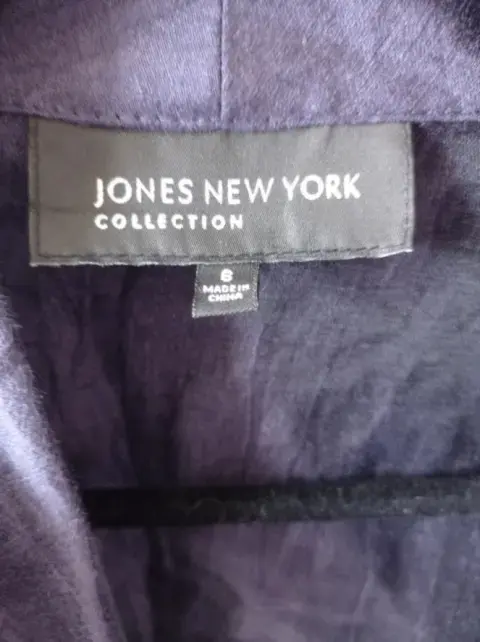 JONES NEW YORK
COLLECTION
6
MADE IN
CHINA